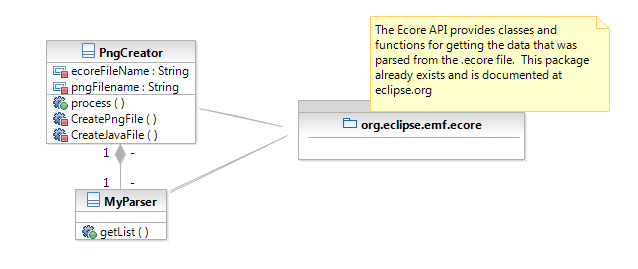 PngCreator
ecoreFileName : String
pngFilename : String
process ( )
CreatePngFile ( )
CreateJavaFile ( )
The Ecore API provides classes and
functions for getting the data that was
parsed from the .ecore file.  This package
already exists and is documented at
eclipse.org
org.eclipse.emf.ecore
1 -
1 -
MyParser
getList ( )